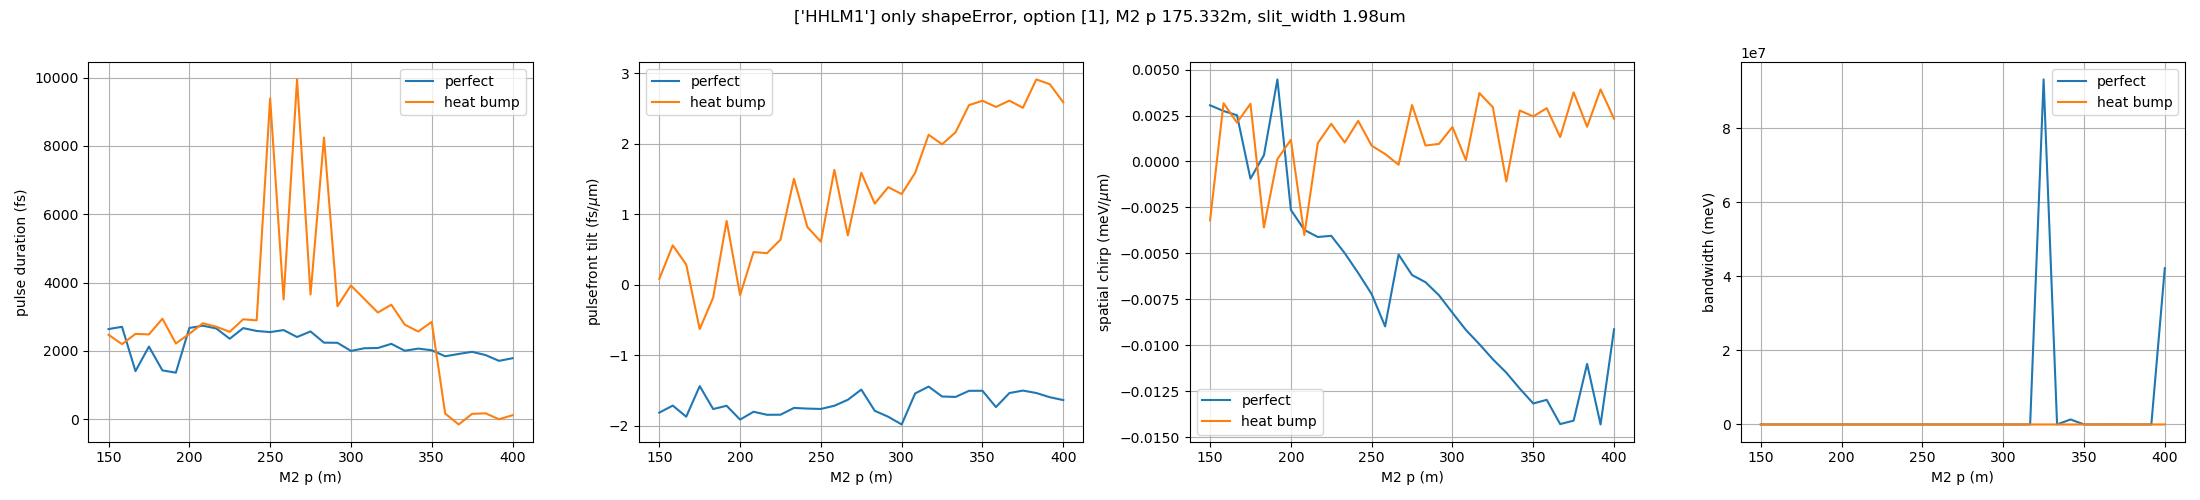 ['HHLM1'] only shapeError, option [1], M2 p 175.332m, slit_width 1.98um
pulse duration (fs)
10000
8000
6000
4000
2000
0
150 200 250 300 350 400
M2 p (m)
perfect
heat bump
pulsefront tilt (fs/μm)
3
2
1
0
−1
−2
150 200 250 300 350 400
M2 p (m)
perfect
heat bump
spatial chirp (meV/μm)
0.0050
0.0025
0.0000
−0.0025
−0.0050
−0.0075
−0.0100
−0.0125
−0.0150
150 200 250 300 350 400
M2 p (m)
perfect
heat bump
1e7
bandwidth (meV)
8
6
4
2
0
150 200 250 300 350 400
M2 p (m)
perfect
heat bump